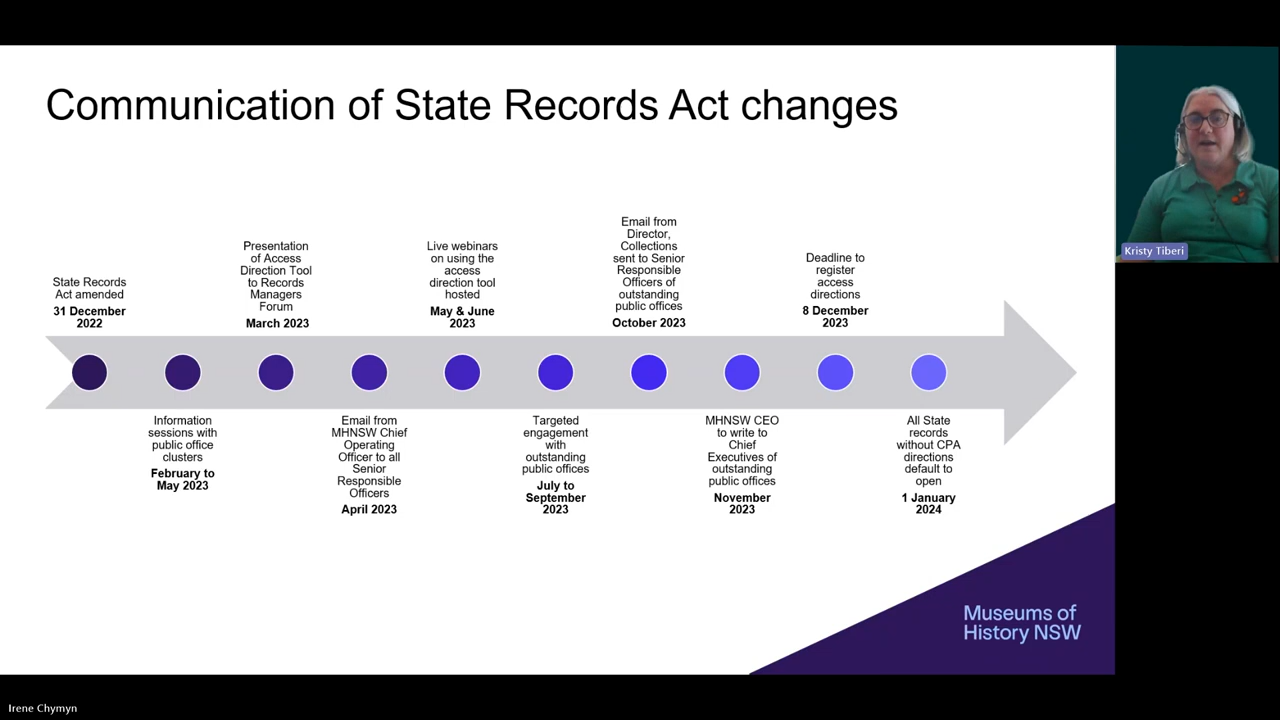 Communication of State Records Act changes
State Records
Act amended
31 December
2022
Information
sessions with
public office
clusters
February to
May 2023
Presentation
of Access
Direction Tool
to Records
Managers
Forum
March 2023
Email from
MHNSW Chief
Operating
Officer to all
Senior
Responsible
Officers
April 2023
Live webinars
on using the
access
direction tool
hosted
May & June
2023
Targeted
engagement
with
outstanding
public offices
July to
September
2023
Email from
Director,
Collections
sent to Senior
Responsible
Officers of
outstanding
public offices
October 2023
MHNSW CEO
to write to
Chief
Executives of
outstanding
public offices
November
2023
Deadline to
register
access
directions
8 December
2023
All State
records
without CPA
directions
default to
open
1 January
2024
Museums of
History NSW
Kristy Tiberi
Irene Chymyn